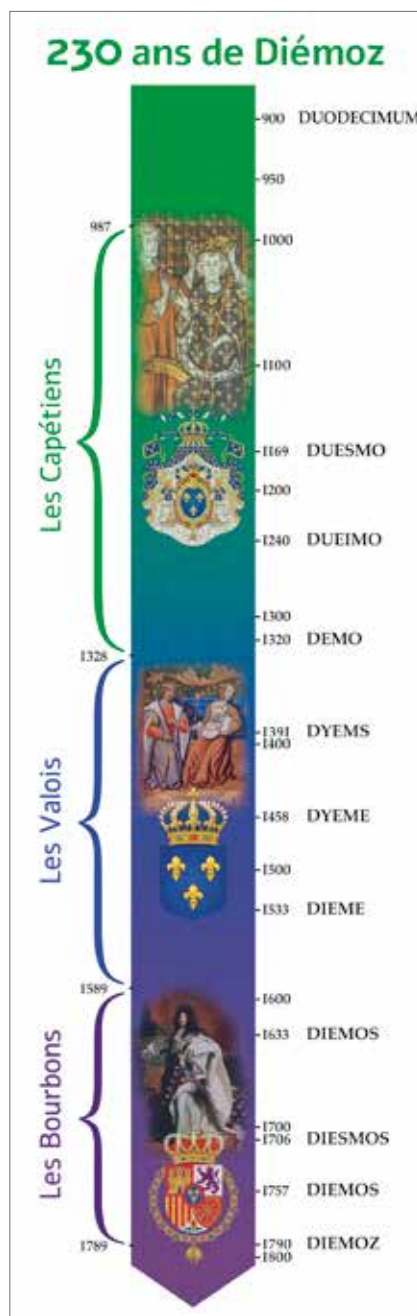 230 ans de Diémoz
900 DUODECIMUM
950
987
1000
1100
Les Capétiens
1169 DUESMO
1200
1240 DUEIMO
1300
1320 DEMO
1328
1391 DYEMS
1400
Les Valois
1458 DYEME
1500
1533 DIEME
1589
1600
1633 DIEMOS
Les Bourbons
1700
1706 DIESMOS
1757 DIEMOS
1789
1790 DIEMOZ
1800